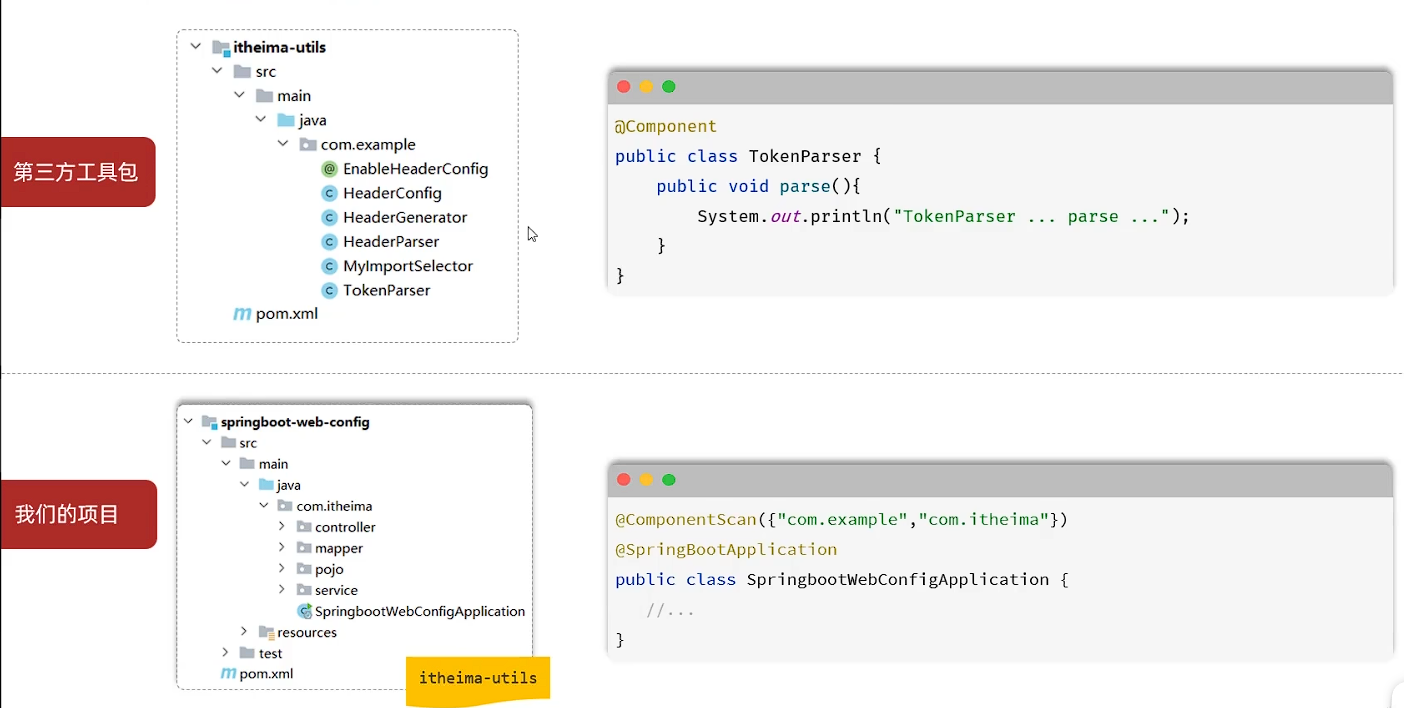 第三方工具包
itheima-utils
src
main
java
com.example
@ EnableHeaderConfig
C HeaderConfig
C HeaderGenerator
C HeaderParser
C MyImportSelector
C TokenParser
m pom.xml
@Component
public class TokenParser {
public void parse(){
System.out.println("TokenParser ... parse ...");
}
}
我们的项目
springboot-web-config
src
main
java
com.itheima
controller
mapper
pojo
service
SpringbootWebConfigApplication
resources
test
m pom.xml
itheima-utils
@ComponentScan({"com.example","com.itheima"})
@SpringBootApplication
public class SpringbootWebConfigApplication {
//...
}